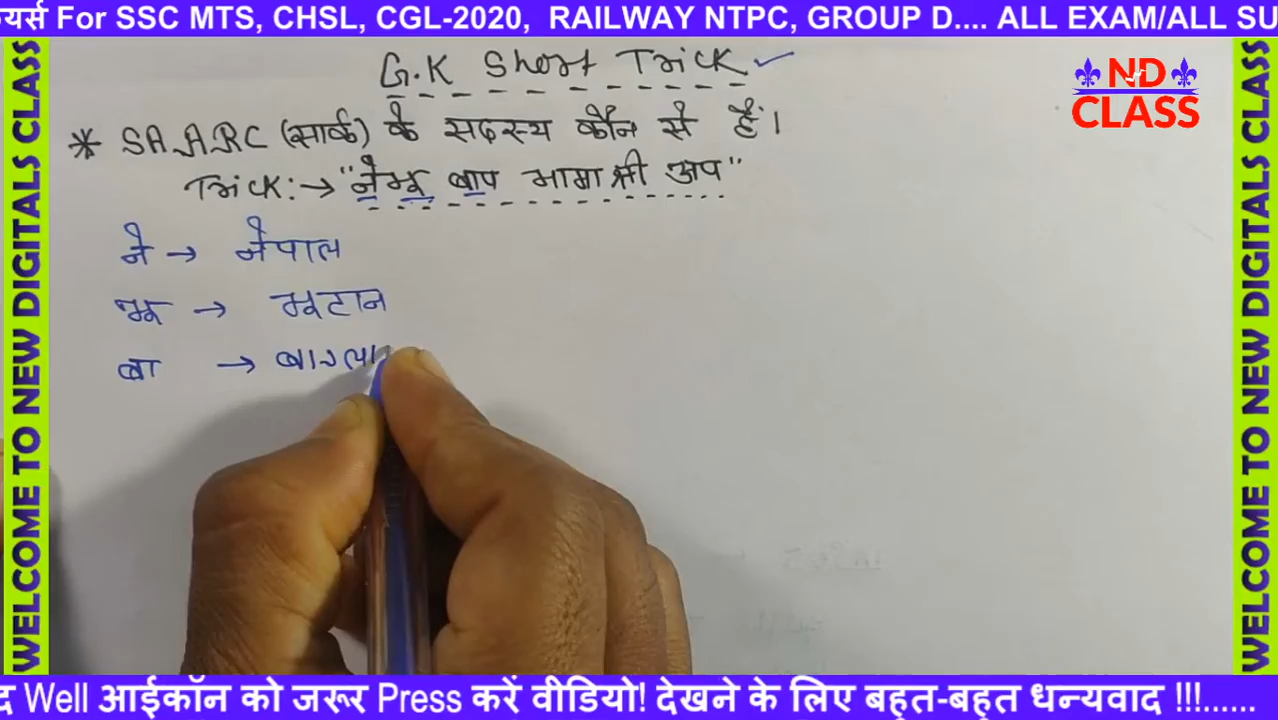 यर्स For SSC MTS, CHSL, CGL-2020, RAILWAY NTPC, GROUP D.... ALL EXAM/ALL SU
WELCOME TO NEW DIGITALS CLASS
G.K Short Trick
ND
CLASS
* SAARC (सार्क) के सदस्य कौन से हैं।
Trick:→ "नेभू बाप भामा श्री अप"
ने → नेपाल
भू → भूटान
बा → बांग्ला
WELCOME TO NEW DIGITALS CLASS
द Well आईकॉन को जरूर Press करें वीडियो! देखने के लिए बहुत-बहुत धन्यवाद !!!......